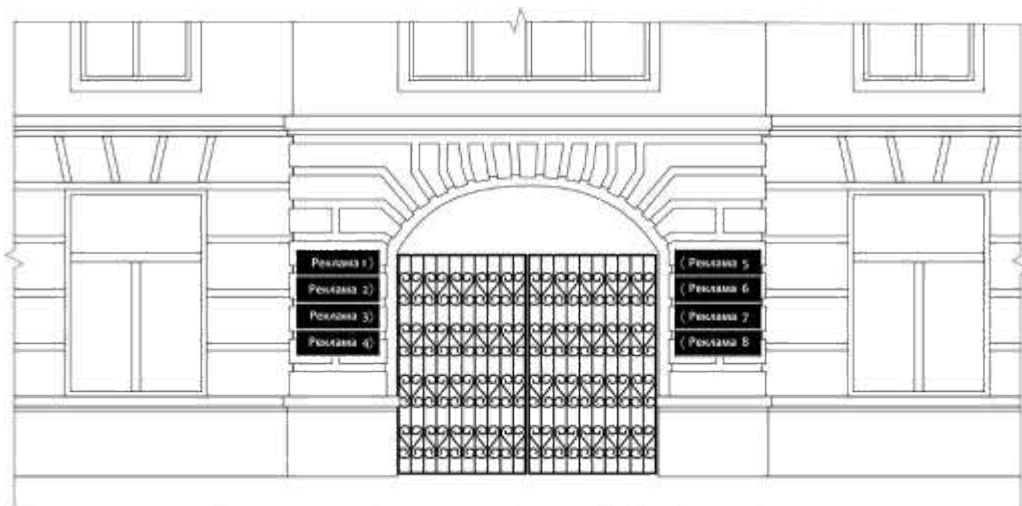 Реклама 1)
Реклама 2)
Реклама 3)
Реклама 4)
( Реклама 5
( Реклама 6
( Реклама 7
( Реклама 8